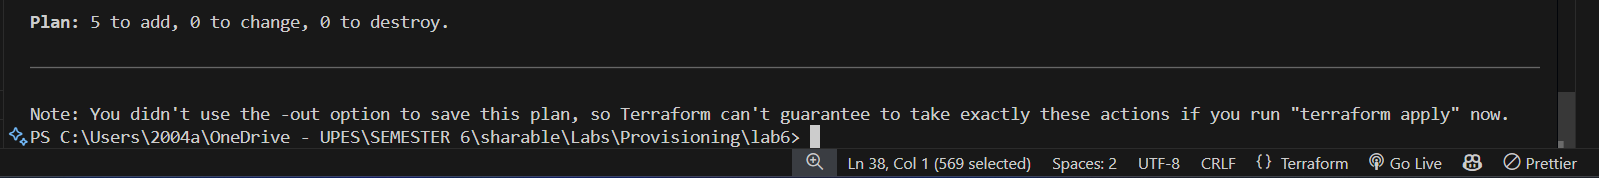 Plan: 5 to add, 0 to change, 0 to destroy.
Note: You didn't use the -out option to save this plan, so Terraform can't guarantee to take exactly these actions if you run "terraform apply" now.
PS C:\Users\2004a\OneDrive - UPES\SEMESTER 6\sharable\Labs\Provisioning\lab6>
Ln 38, Col 1 (569 selected) Spaces: 2 UTF-8 CRLF {} Terraform Go Live Prettier